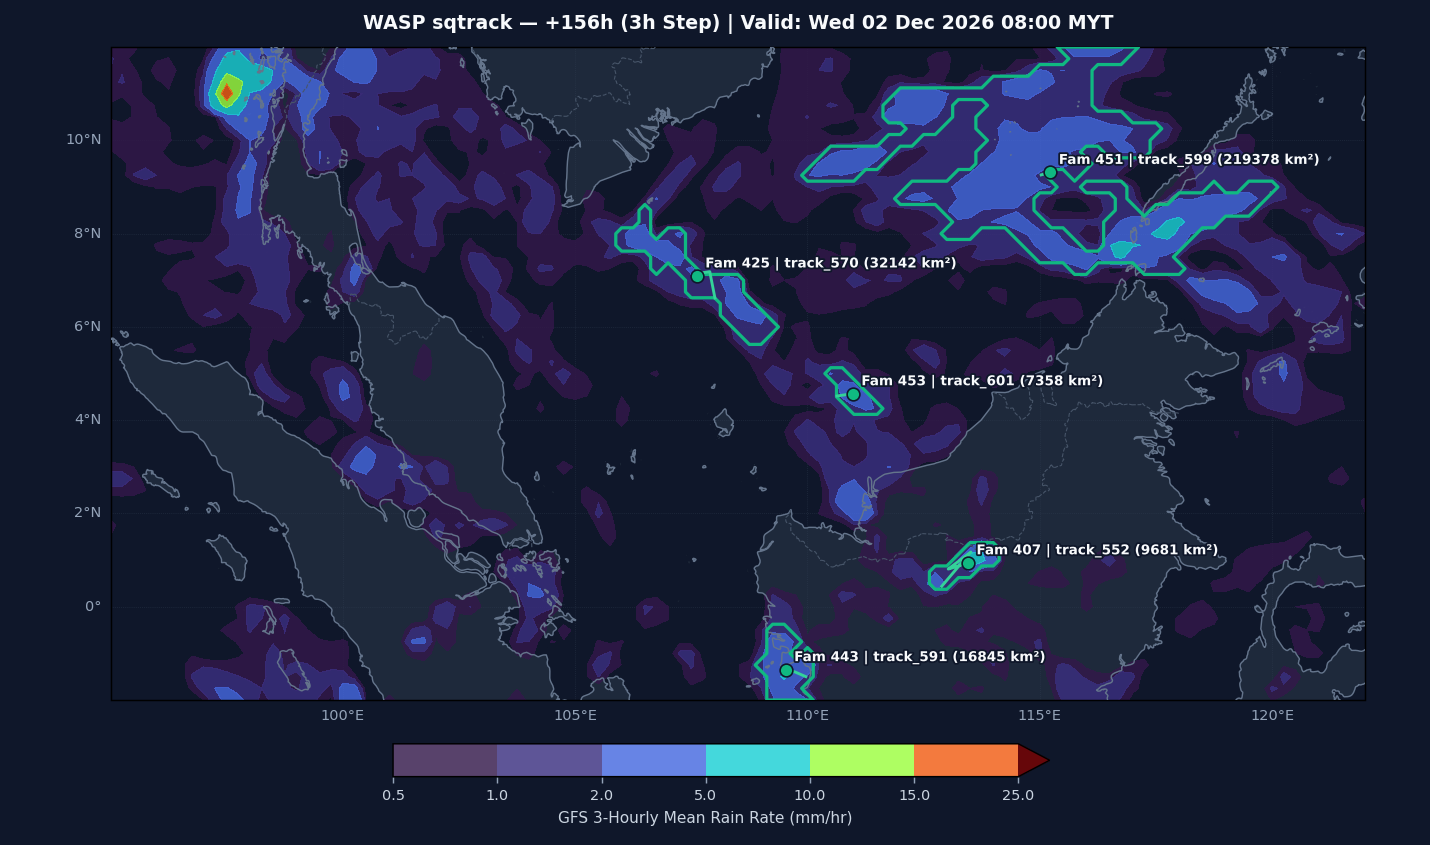 WASP sqtrack — +156h (3h Step) | Valid: Wed 02 Dec 2026 08:00 MYT
10°N
Fam 451 | track_599 (219378 km²)
8°N
Fam 425 | track_570 (32142 km²)
6°N
Fam 453 | track_601 (7358 km²)
4°N
2°N
Fam 407 | track_552 (9681 km²)
0°
Fam 443 | track_591 (16845 km²)
100°E 105°E 110°E 115°E 120°E
0.5 1.0 2.0 5.0 10.0 15.0 25.0
GFS 3-Hourly Mean Rain Rate (mm/hr)